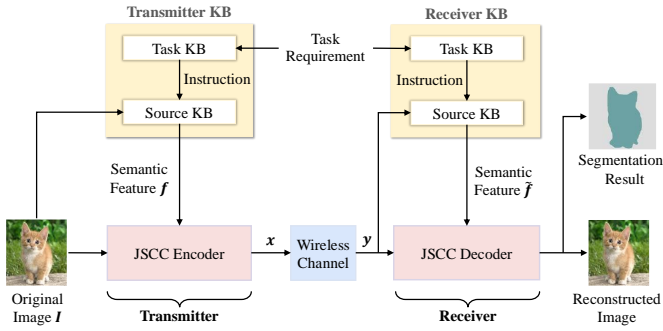 Transmitter KB
Receiver KB
Task KB
Task
Requirement
Task KB
Instruction
Instruction
Source KB
Source KB
Semantic
Feature f
Semantic
Feature f̃
Segmentation
Result
JSCC Encoder
x
Wireless
Channel
y
JSCC Decoder
Original
Image I
Transmitter
Receiver
Reconstructed
Image